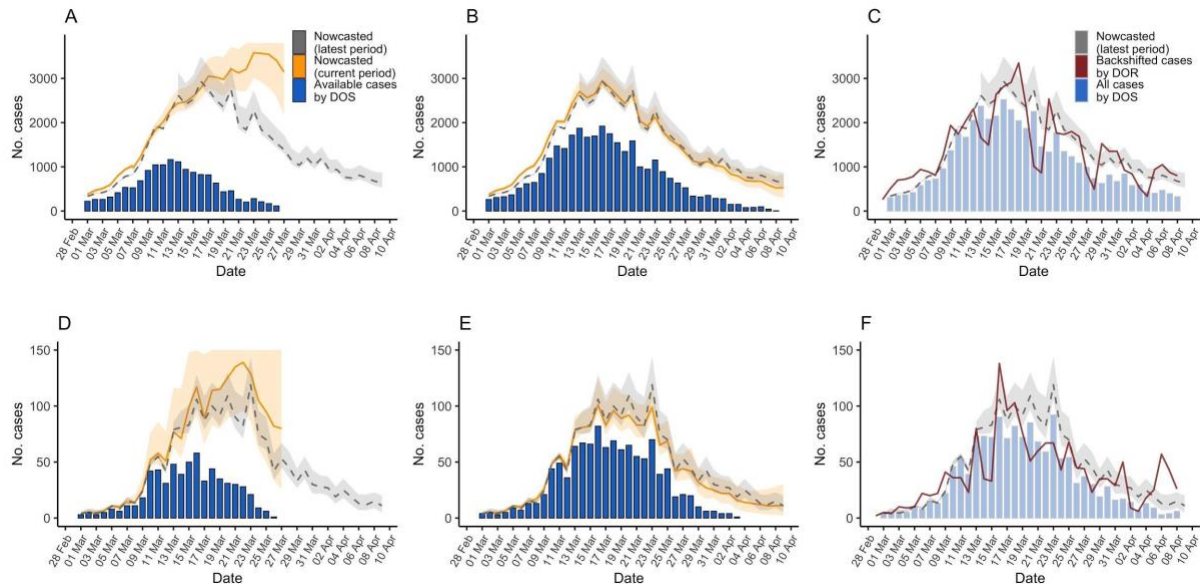 A
No. cases
3000
2000
1000
0
Nowcasted
(latest period)
Nowcasted
(current period)
Available cases
by DOS
28 Feb
01 Mar
03 Mar
05 Mar
07 Mar
09 Mar
11 Mar
13 Mar
15 Mar
17 Mar
19 Mar
21 Mar
23 Mar
25 Mar
27 Mar
29 Mar
31 Mar
02 Apr
04 Apr
06 Apr
08 Apr
10 Apr
Date
B
No. cases
3000
2000
1000
0
28 Feb
01 Mar
03 Mar
05 Mar
07 Mar
09 Mar
11 Mar
13 Mar
15 Mar
17 Mar
19 Mar
21 Mar
23 Mar
25 Mar
27 Mar
29 Mar
31 Mar
02 Apr
04 Apr
06 Apr
08 Apr
10 Apr
Date
C
No. cases
3000
2000
1000
0
Nowcasted
(latest period)
Backshifted cases
by DOR
All cases
by DOS
28 Feb
01 Mar
03 Mar
05 Mar
07 Mar
09 Mar
11 Mar
13 Mar
15 Mar
17 Mar
19 Mar
21 Mar
23 Mar
25 Mar
27 Mar
29 Mar
31 Mar
02 Apr
04 Apr
06 Apr
08 Apr
10 Apr
Date
D
No. cases
150
100
50
0
28 Feb
01 Mar
03 Mar
05 Mar
07 Mar
09 Mar
11 Mar
13 Mar
15 Mar
17 Mar
19 Mar
21 Mar
23 Mar
25 Mar
27 Mar
29 Mar
31 Mar
02 Apr
04 Apr
06 Apr
08 Apr
10 Apr
Date
E
No. cases
150
100
50
0
28 Feb
01 Mar
03 Mar
05 Mar
07 Mar
09 Mar
11 Mar
13 Mar
15 Mar
17 Mar
19 Mar
21 Mar
23 Mar
25 Mar
27 Mar
29 Mar
31 Mar
02 Apr
04 Apr
06 Apr
08 Apr
10 Apr
Date
F
No. cases
150
100
50
0
28 Feb
01 Mar
03 Mar
05 Mar
07 Mar
09 Mar
11 Mar
13 Mar
15 Mar
17 Mar
19 Mar
21 Mar
23 Mar
25 Mar
27 Mar
29 Mar
31 Mar
02 Apr
04 Apr
06 Apr
08 Apr
10 Apr
Date